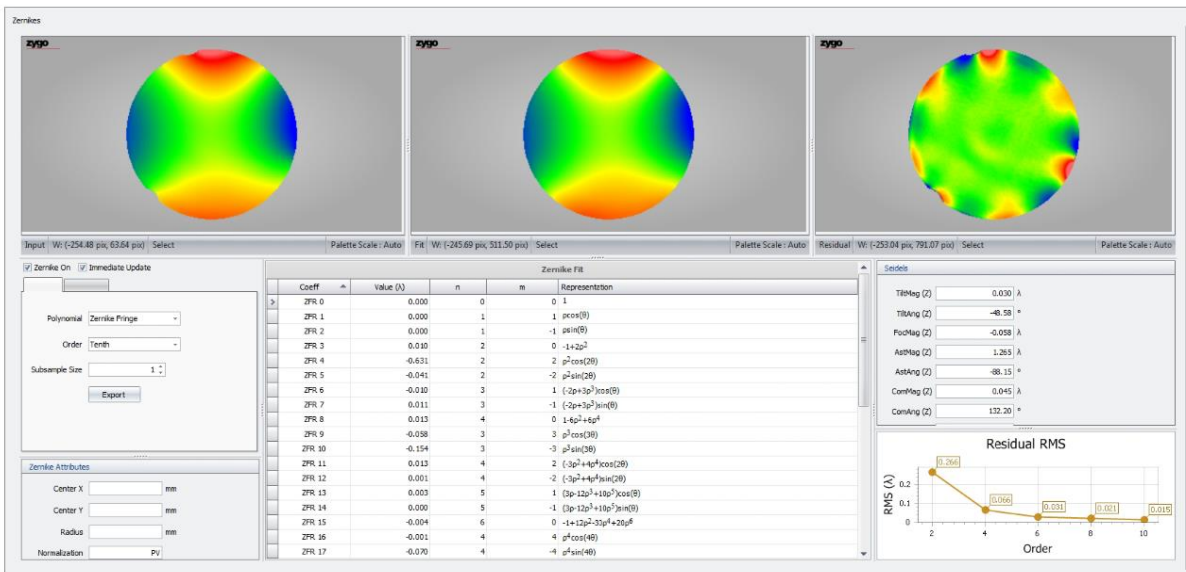 Zernikes
zygo
zygo
zygo
Input W: (-254.48 pix, 63.64 pix) Select Palette Scale : Auto
Fit W: (-245.69 pix, 511.50 pix) Select Palette Scale : Auto
Residual W: (-253.04 pix, 791.07 pix) Select Palette Scale : Auto
Zernike On Immediate Update
Polynomial Zernike Fringe
Order Tenth
Subsample Size 1
Export
Zernike Attributes
Center X mm
Center Y mm
Radius mm
Normalization PV
Zernike Fit
Coeff Value (λ) n m Representation
ZFR 0 0.000 0 0 1
ZFR 1 0.000 1 1 ρcos(θ)
ZFR 2 0.000 1 -1 ρsin(θ)
ZFR 3 0.010 2 0 -1+2ρ²
ZFR 4 -0.631 2 2 ρ²cos(2θ)
ZFR 5 -0.041 2 -2 ρ²sin(2θ)
ZFR 6 -0.010 3 1 (-2ρ+3ρ³)cos(θ)
ZFR 7 0.011 3 -1 (-2ρ+3ρ³)sin(θ)
ZFR 8 0.013 4 0 1-6ρ²+6ρ⁴
ZFR 9 -0.058 3 3 ρ³cos(3θ)
ZFR 10 -0.154 3 -3 ρ³sin(3θ)
ZFR 11 0.013 4 2 (-3ρ²+4ρ⁴)cos(2θ)
ZFR 12 0.001 4 -2 (-3ρ²+4ρ⁴)sin(2θ)
ZFR 13 0.003 5 1 (3ρ-12ρ³+10ρ⁵)cos(θ)
ZFR 14 0.000 5 -1 (3ρ-12ρ³+10ρ⁵)sin(θ)
ZFR 15 -0.004 6 0 -1+12ρ²-30ρ⁴+20ρ⁶
ZFR 16 -0.001 4 4 ρ⁴cos(4θ)
ZFR 17 -0.070 4 -4 ρ⁴sin(4θ)
Seidels
TiltMag (Z) 0.030 λ
TiltAng (Z) -48.58 °
FocMag (Z) -0.058 λ
AstMag (Z) 1.265 λ
AstAng (Z) -88.15 °
ComMag (Z) 0.045 λ
ComAng (Z) 132.20 °
Residual RMS
RMS (λ)
0.2
0.1
0
0.266
0.066
0.031
0.021
0.015
2 4 6 8 10
Order